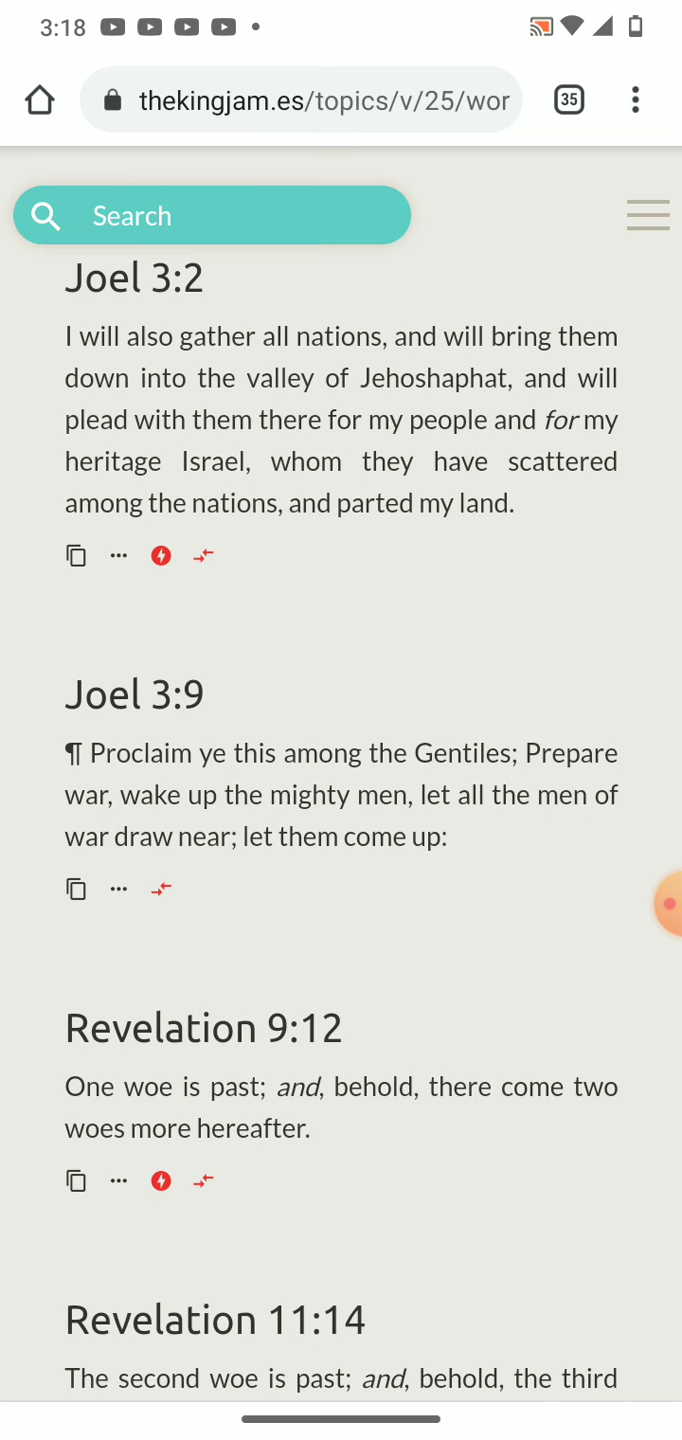 3:18
thekingjam.es/topics/v/25/wor
35
Search
Joel 3:2
I will also gather all nations, and will bring them
down into the valley of Jehoshaphat, and will
plead with them there for my people and for my
heritage Israel, whom they have scattered
among the nations, and parted my land.
Joel 3:9
¶ Proclaim ye this among the Gentiles; Prepare
war, wake up the mighty men, let all the men of
war draw near; let them come up:
Revelation 9:12
One woe is past; and, behold, there come two
woes more hereafter.
Revelation 11:14
The second woe is past; and, behold, the third